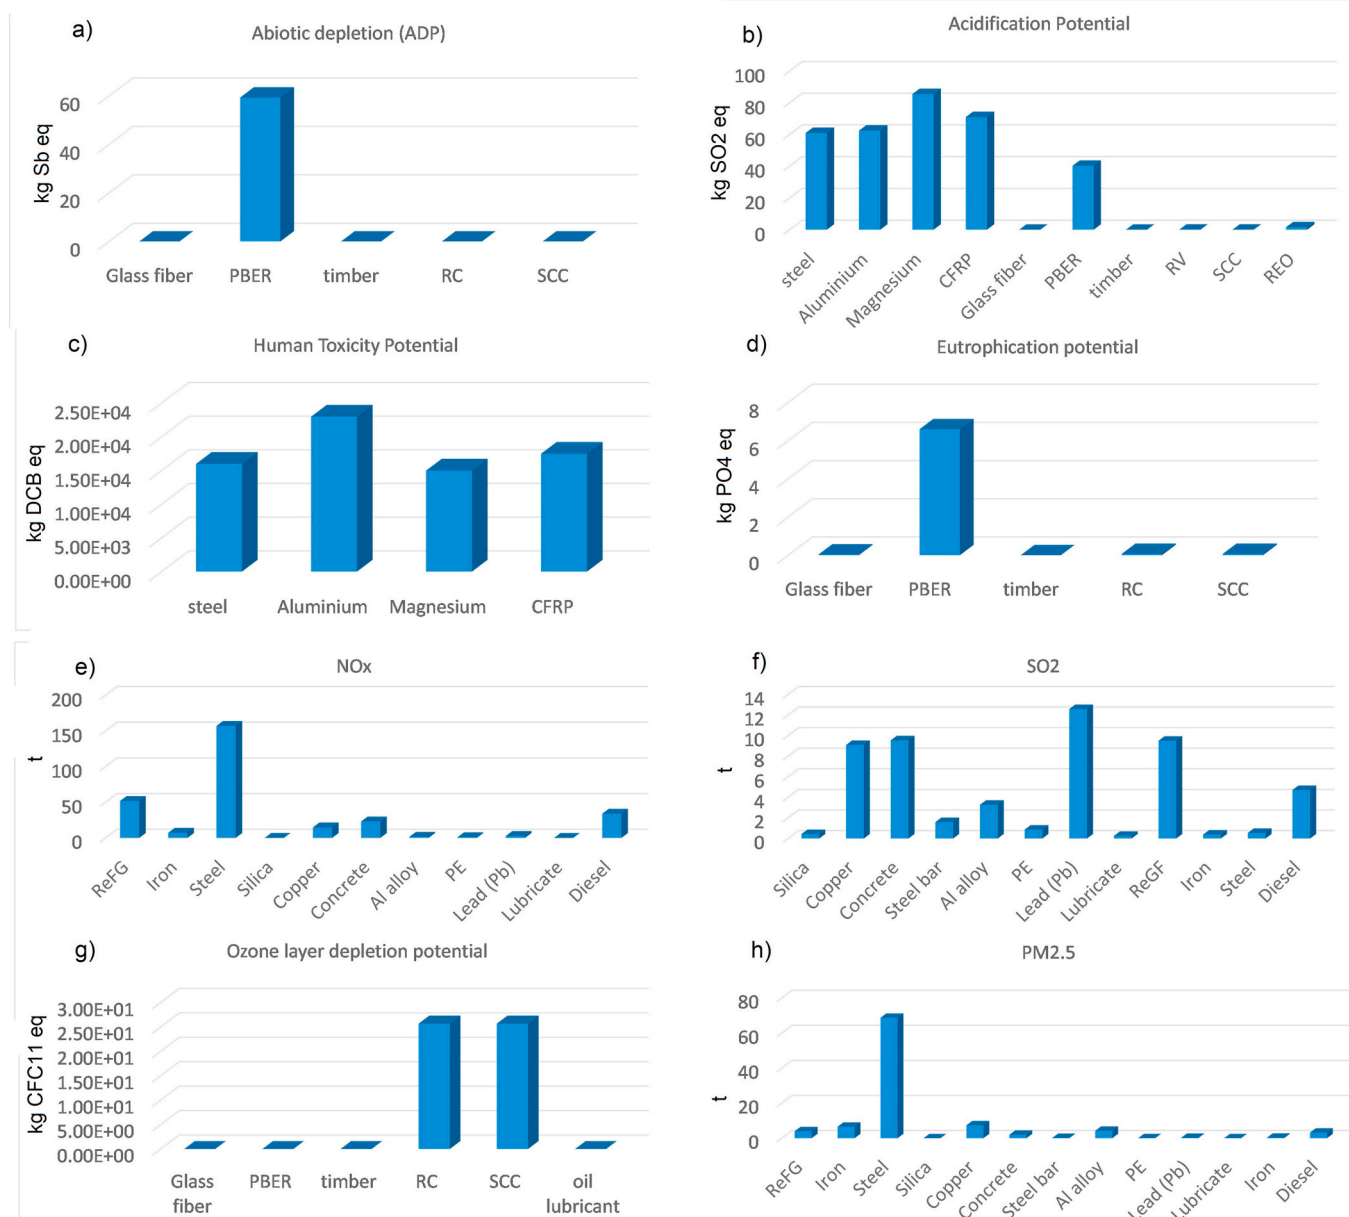 a)
Abiotic depletion (ADP)
kg Sb eq
60
40
20
0
Glass fiber PBER timber RC SCC
b)
Acidification Potential
kg SO2 eq
100
80
60
40
20
0
steel Aluminium Magnesium CFRP Glass fiber PBER timber RV SCC REO
c)
Human Toxicity Potential
kg DCB eq
2.50E+04
2.00E+04
1.50E+04
1.00E+04
5.00E+03
0.00E+00
steel Aluminium Magnesium CFRP
d)
Eutrophication potential
kg PO4 eq
8
6
4
2
0
Glass fiber PBER timber RC SCC
e)
NOx
t
200
150
100
50
0
ReFG Iron Steel Silica Copper Concrete Al alloy PE Lead (Pb) Lubricate Diesel
f)
SO2
t
14
12
10
8
6
4
2
0
Silica Copper Concrete Steel bar Al alloy PE Lead (Pb) Lubricate ReGF Iron Steel Diesel
g)
Ozone layer depletion potential
kg CFC11 eq
3.00E+01
2.50E+01
2.00E+01
1.50E+01
1.00E+01
5.00E+00
0.00E+00
Glass PBER timber RC SCC oil
fiber lubricant
h)
PM2.5
t
80
60
40
20
0
ReFG Iron Steel Silica Copper Concrete Steel bar Al alloy PE Lead (Pb) Lubricate Iron Diesel